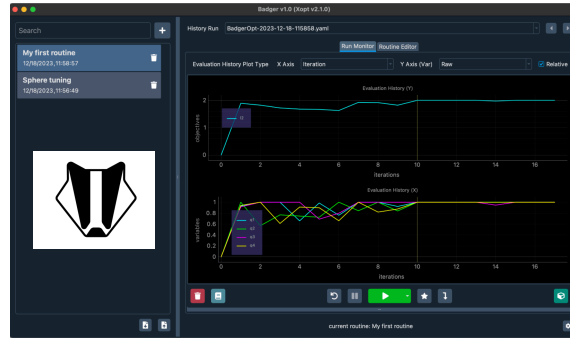 Badger v1.0 (Xopt v2.1.0)
Search
+
My first routine
12/18/2023, 11:58:57
Sphere tuning
12/18/2023, 11:56:49
History Run
BadgerOpt-2023-12-18-115858.yaml
Run Monitor
Routine Editor
Evaluation History Plot Type
X Axis
Iteration
Y Axis (Var)
Raw
Relative
Evaluation History (Y)
objectives
2
1
0
0 2 4 6 8 10 12 14 16
iterations
Evaluation History (X)
variables
1
0.8
0.6
0.4
0.2
0
q1
q2
q3
q4
0 2 4 6 8 10 12 14 16
iterations
current routine: My first routine